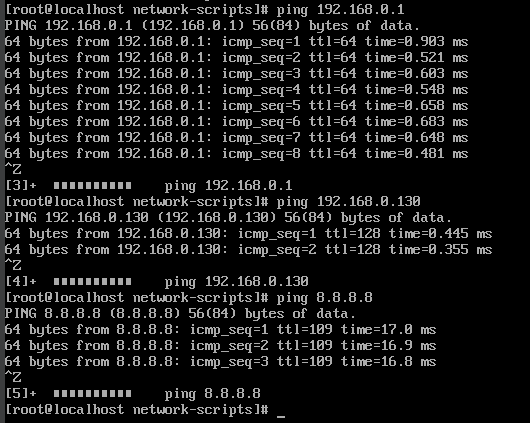 [root@localhost network-scripts]# ping 192.168.0.1
PING 192.168.0.1 (192.168.0.1) 56(84) bytes of data.
64 bytes from 192.168.0.1: icmp_seq=1 ttl=64 time=0.903 ms
64 bytes from 192.168.0.1: icmp_seq=2 ttl=64 time=0.521 ms
64 bytes from 192.168.0.1: icmp_seq=3 ttl=64 time=0.603 ms
64 bytes from 192.168.0.1: icmp_seq=4 ttl=64 time=0.548 ms
64 bytes from 192.168.0.1: icmp_seq=5 ttl=64 time=0.658 ms
64 bytes from 192.168.0.1: icmp_seq=6 ttl=64 time=0.683 ms
64 bytes from 192.168.0.1: icmp_seq=7 ttl=64 time=0.648 ms
64 bytes from 192.168.0.1: icmp_seq=8 ttl=64 time=0.481 ms
^Z
[3]+ ■■■■■■■■■■ ping 192.168.0.1
[root@localhost network-scripts]# ping 192.168.0.130
PING 192.168.0.130 (192.168.0.130) 56(84) bytes of data.
64 bytes from 192.168.0.130: icmp_seq=1 ttl=128 time=0.445 ms
64 bytes from 192.168.0.130: icmp_seq=2 ttl=128 time=0.355 ms
^Z
[4]+ ■■■■■■■■■■ ping 192.168.0.130
[root@localhost network-scripts]# ping 8.8.8.8
PING 8.8.8.8 (8.8.8.8) 56(84) bytes of data.
64 bytes from 8.8.8.8: icmp_seq=1 ttl=109 time=17.0 ms
64 bytes from 8.8.8.8: icmp_seq=2 ttl=109 time=16.9 ms
64 bytes from 8.8.8.8: icmp_seq=3 ttl=109 time=16.8 ms
^Z
[5]+ ■■■■■■■■■■ ping 8.8.8.8
[root@localhost network-scripts]# _